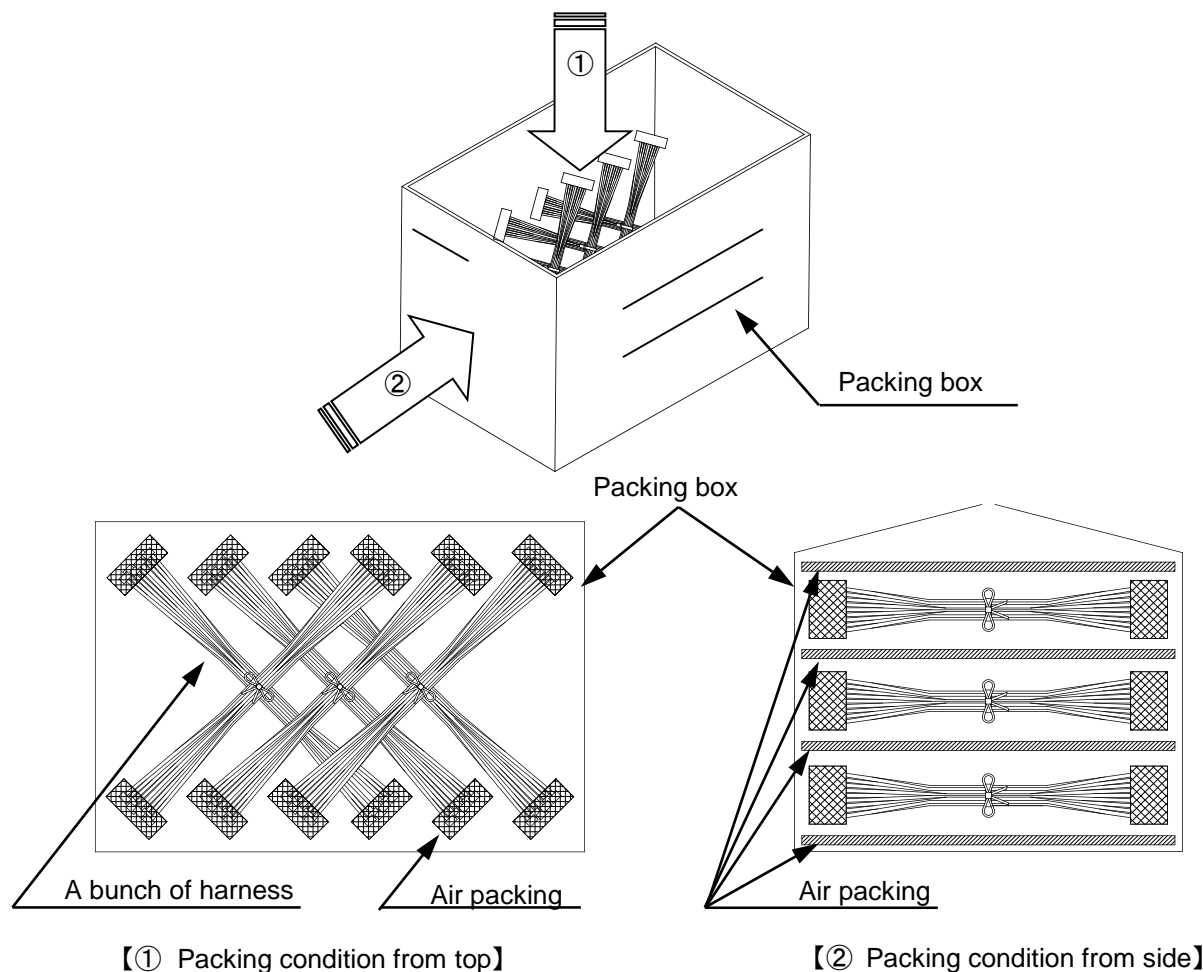 ①
②
Packing box
Packing box
A bunch of harness
Air packing
Air packing
【① Packing condition from top】
【② Packing condition from side】